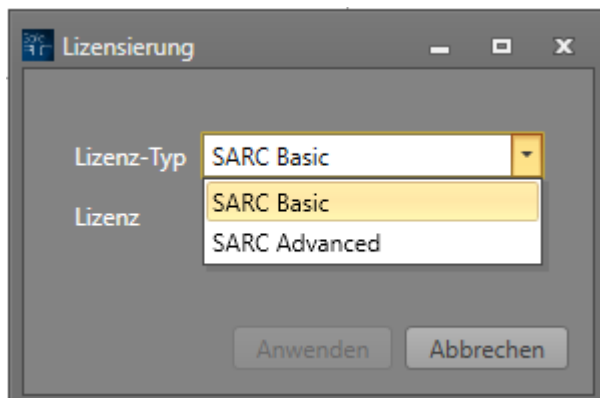 Lizensierung
Lizenz-Typ SARC Basic
SARC Basic
Lizenz
SARC Advanced
Anwenden Abbrechen